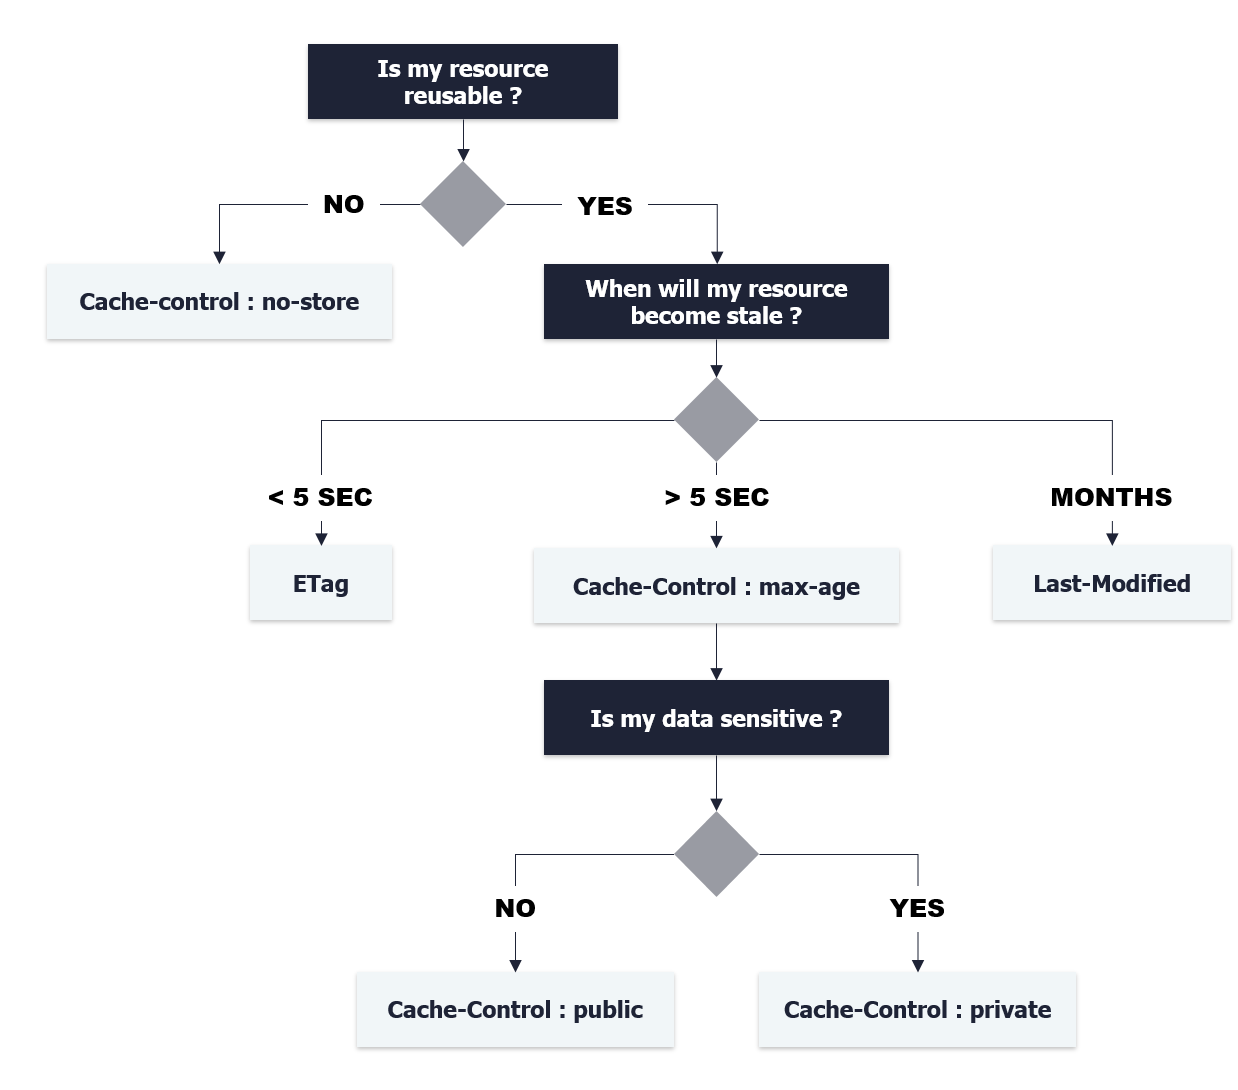 Is my resource
reusable ?
NO
YES
Cache-control : no-store
When will my resource
become stale ?
< 5 SEC
> 5 SEC
MONTHS
ETag
Cache-Control : max-age
Last-Modified
Is my data sensitive ?
NO
YES
Cache-Control : public
Cache-Control : private